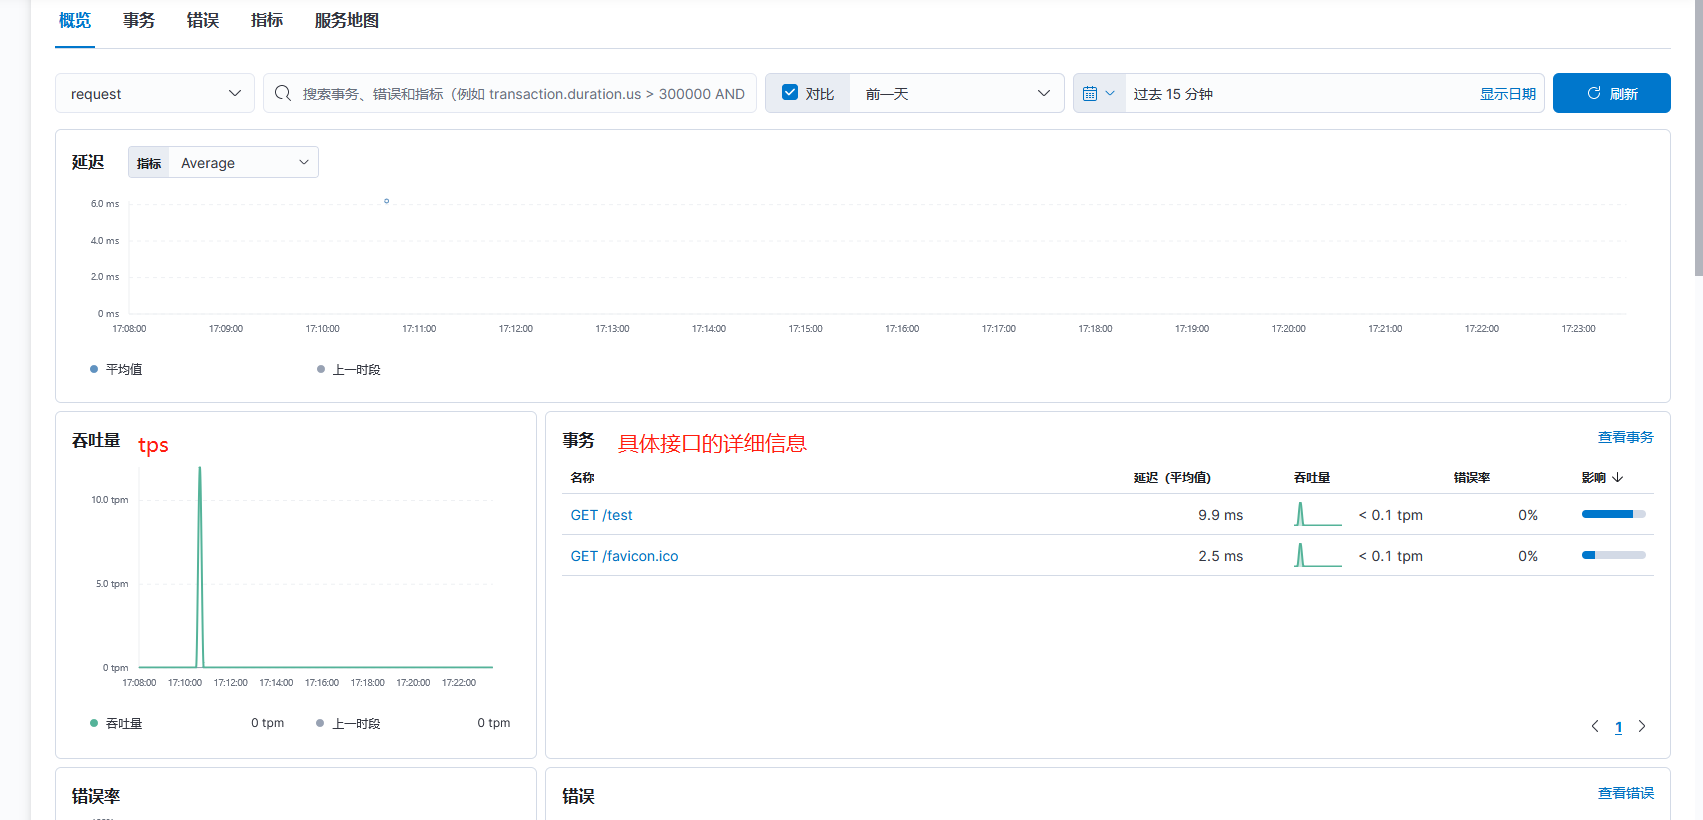 概览 事务 错误 指标 服务地图
request 搜索事务、错误和指标（例如 transaction.duration.us > 300000 AND 对比 前一天 过去 15 分钟 显示日期 刷新
延迟 指标 Average
6.0 ms
4.0 ms
2.0 ms
0 ms
17:08:00 17:09:00 17:10:00 17:11:00 17:12:00 17:13:00 17:14:00 17:15:00 17:16:00 17:17:00 17:18:00 17:19:00 17:20:00 17:21:00 17:22:00 17:23:00
平均值 上一时段
吞吐量 tps
10.0 tpm
5.0 tpm
0 tpm
17:08:00 17:10:00 17:12:00 17:14:00 17:16:00 17:18:00 17:20:00 17:22:00
吞吐量 0 tpm 上一时段 0 tpm
事务 具体接口的详细信息 查看事务
名称 延迟（平均值) 吞吐量 错误率 影响
GET /test 9.9 ms < 0.1 tpm 0%
GET /favicon.ico 2.5 ms < 0.1 tpm 0%
1
错误率
错误 查看错误